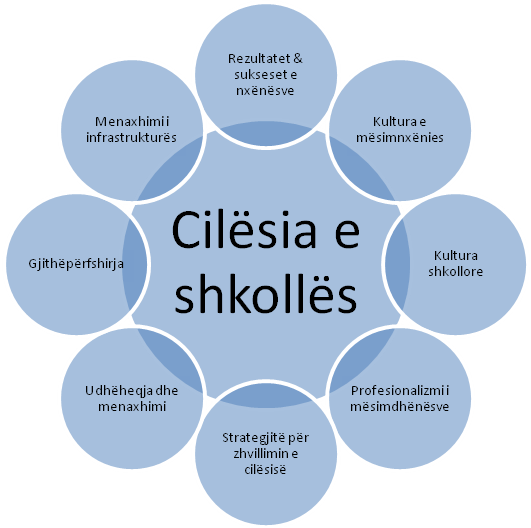 Rezultatet &
sukseset e
nxënësve
Kultura e
mësimnxënies
Kultura
shkollore
Profesionalizmi i
mësimdhënësve
Strategjitë për
zhvillimin e
cilësisë
Udhëheqja dhe
menaxhimi
Gjithëpërfshirja
Menaxhimi i
infrastrukturës
Cilësia e
shkollës